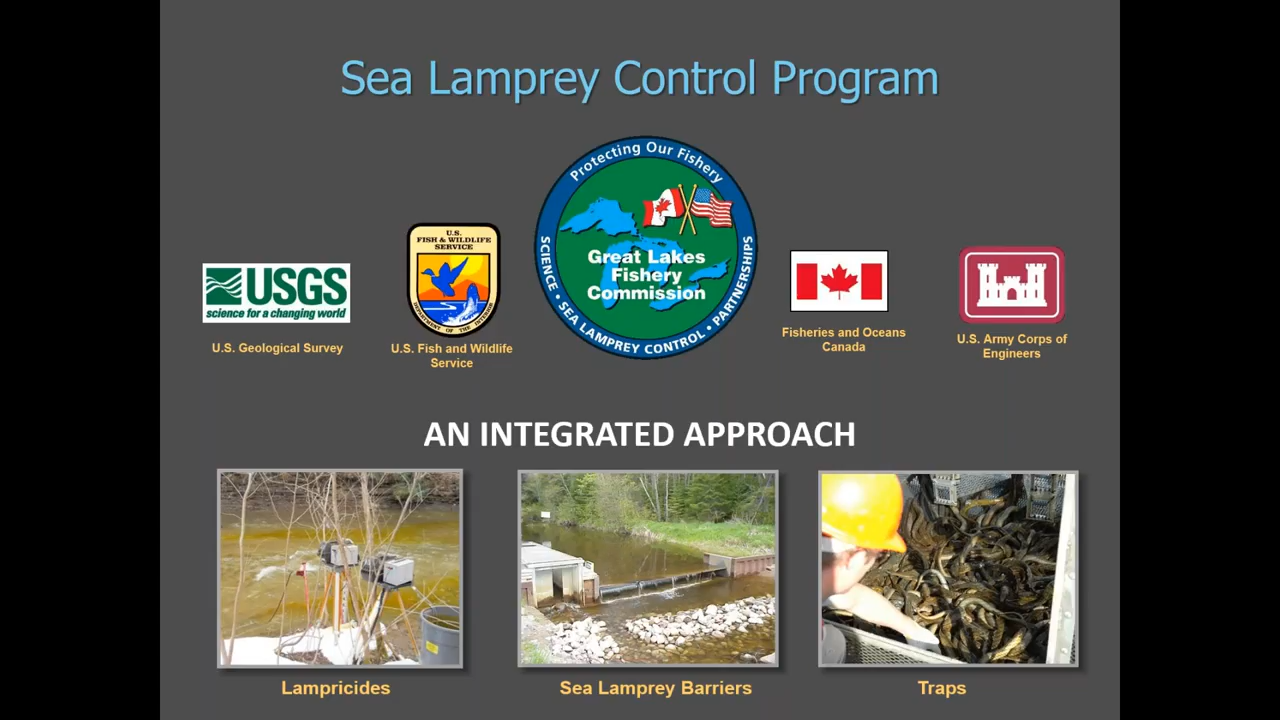 Sea Lamprey Control Program
Protecting Our Fishery
Great Lakes
Fishery
Commission
SCIENCE • SEA LAMPREY CONTROL • PARTNERSHIPS
USGS
science for a changing world
U.S. Geological Survey
U.S.
FISH & WILDLIFE
SERVICE
DEPARTMENT OF THE INTERIOR
U.S. Fish and Wildlife
Service
Fisheries and Oceans
Canada
U.S. Army Corps of
Engineers
AN INTEGRATED APPROACH
Lampricides
Sea Lamprey Barriers
Traps